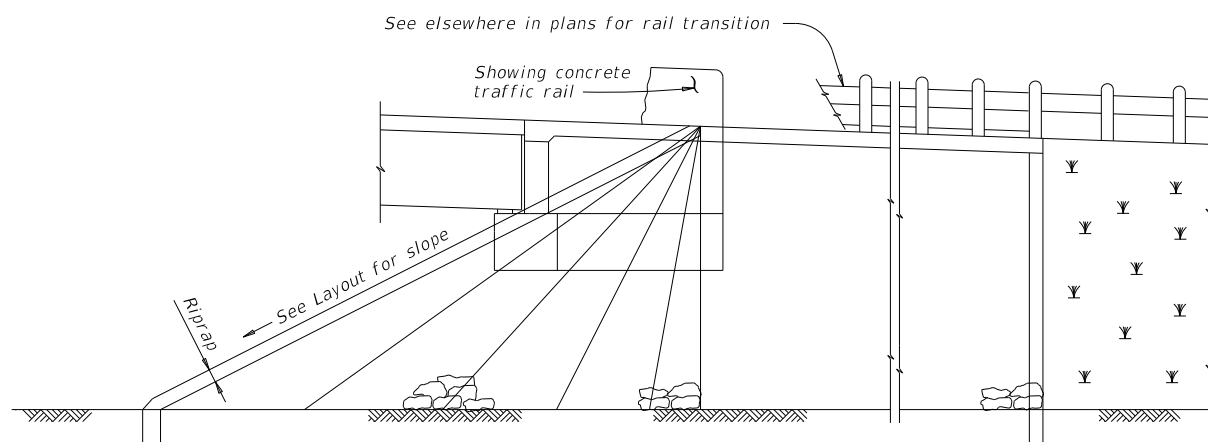 See elsewhere in plans for rail transition
Showing concrete
traffic rail
See Layout for slope
Riprap